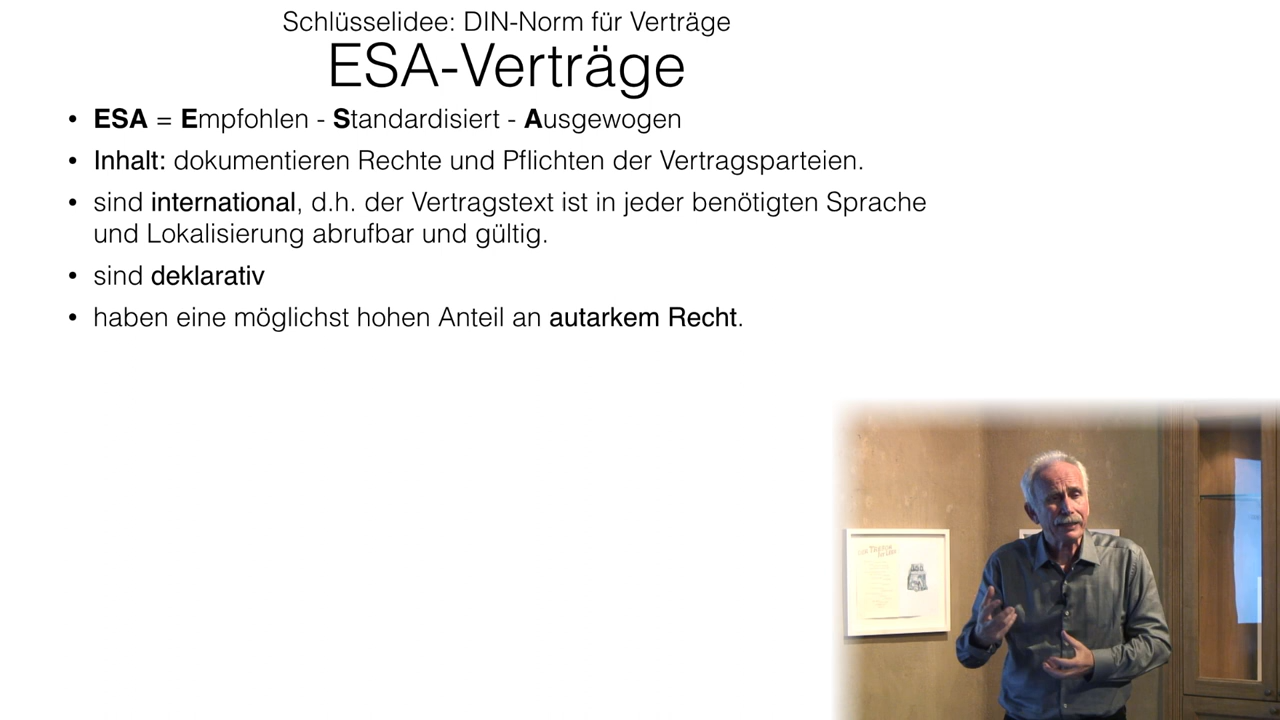 Schlüsselidee: DIN-Norm für Verträge
ESA-Verträge
• ESA = Empfohlen - Standardisiert - Ausgewogen
• Inhalt: dokumentieren Rechte und Pflichten der Vertragsparteien.
• sind international, d.h. der Vertragstext ist in jeder benötigten Sprache
und Lokalisierung abrufbar und gültig.
• sind deklarativ
• haben eine möglichst hohen Anteil an autarkem Recht.